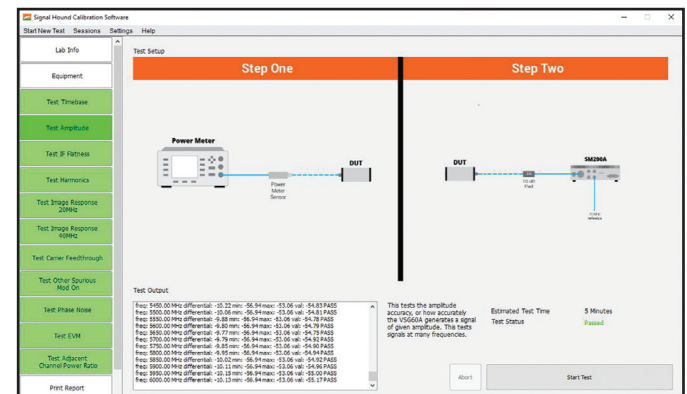 Signal Hound Calibration Software
Start New Test Sessions Settings Help
Lab Info
Equipment
Test Timebase
Test Amplitude
Test IF Flatness
Test Harmonics
Test Image Response
20MHz
Test Image Response
40MHz
Test Carrier Feedthrough
Test Other Spurious
Mod On
Test Phase Noise
Test EVM
Test Adjacent
Channel Power Ratio
Print Report
Test Setup
Step One
Step Two
Power Meter
DUT
Power
Meter
Sensor
DUT
10 dB
Pad
SM200A
Test Output
freq: 5450.00 MHz differential: -10.22 min: -56.94 max: -53.06 val: -54.83 PASS
freq: 5500.00 MHz differential: -10.06 min: -56.94 max: -53.06 val: -54.81 PASS
freq: 5550.00 MHz differential: -9.88 min: -56.94 max: -53.06 val: -54.78 PASS
freq: 5600.00 MHz differential: -9.80 min: -56.94 max: -53.06 val: -54.79 PASS
freq: 5650.00 MHz differential: -9.77 min: -56.94 max: -53.06 val: -54.75 PASS
freq: 5700.00 MHz differential: -9.79 min: -56.94 max: -53.06 val: -54.92 PASS
freq: 5750.00 MHz differential: -9.85 min: -56.94 max: -53.06 val: -54.90 PASS
freq: 5800.00 MHz differential: -9.95 min: -56.94 max: -53.06 val: -54.94 PASS
freq: 5850.00 MHz differential: -10.02 min: -56.94 max: -53.06 val: -54.92 PASS
freq: 5900.00 MHz differential: -10.11 min: -56.94 max: -53.06 val: -54.96 PASS
freq: 5950.00 MHz differential: -10.15 min: -56.94 max: -53.06 val: -55.00 PASS
freq: 6000.00 MHz differential: -10.13 min: -56.94 max: -53.06 val: -55.17 PASS
This tests the amplitude
accuracy, or how accurately
the VSG60A generates a signal
of given amplitude. This tests
signals at many frequencies.
Estimated Test Time 5 Minutes
Test Status Passed
Abort
Start Test